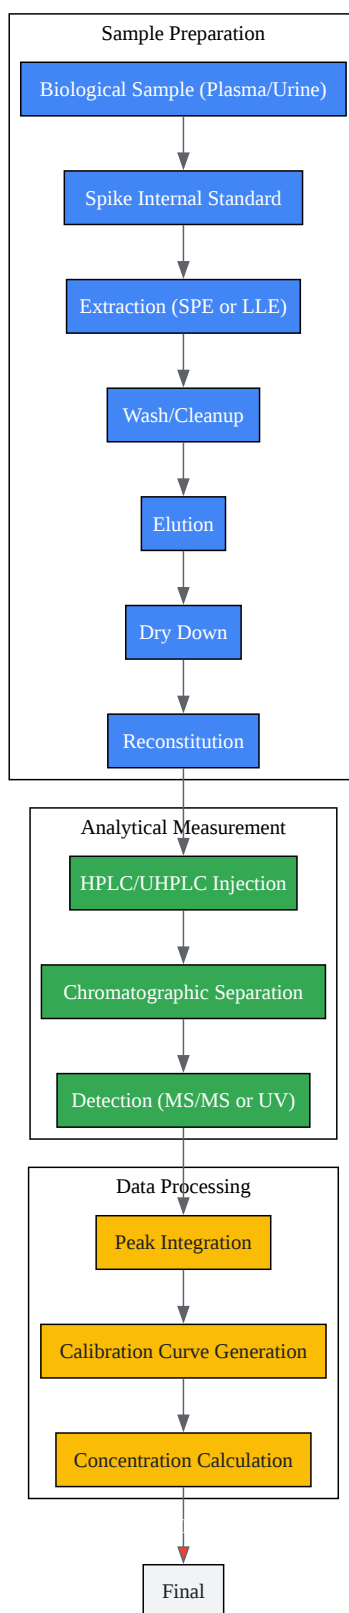 Sample Preparation
Biological Sample (Plasma/Urine)
Spike Internal Standard
Extraction (SPE or LLE)
Wash/Cleanup
Elution
Dry Down
Reconstitution
Analytical Measurement
HPLC/UHPLC Injection
Chromatographic Separation
Detection (MS/MS or UV)
Data Processing
Peak Integration
Calibration Curve Generation
Concentration Calculation
Final